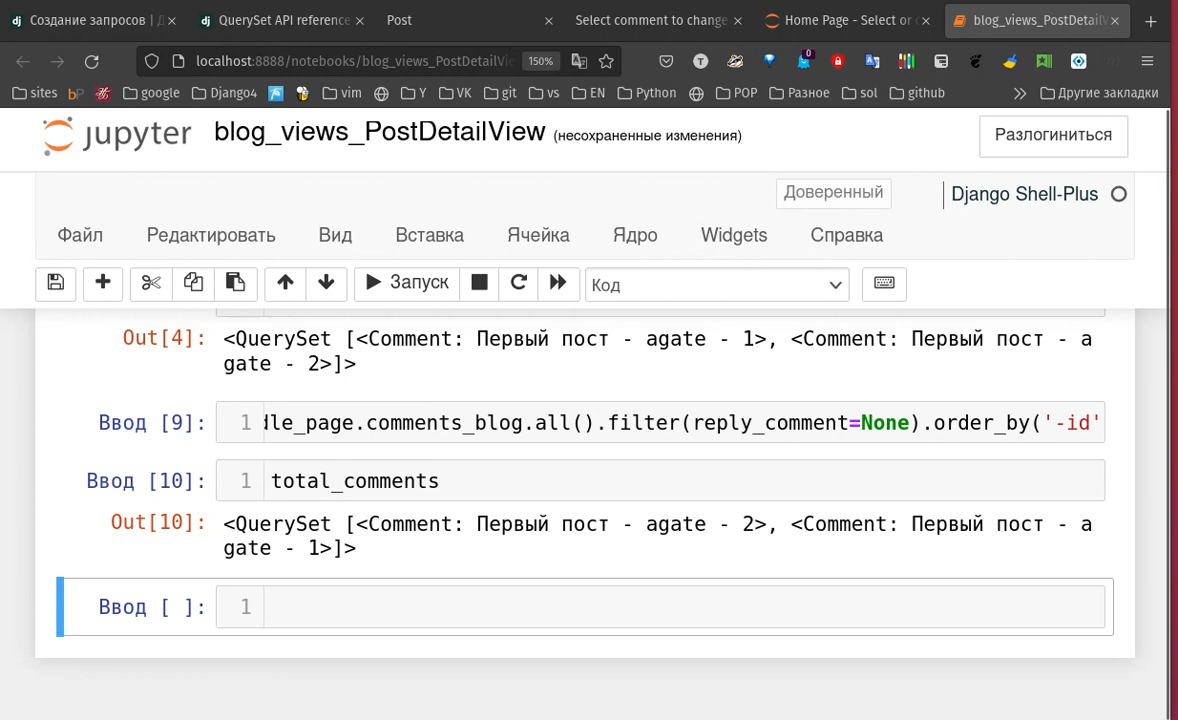 Создание запросов | Д
QuerySet API reference
Post
Select comment to change
Home Page - Select or c
blog_views_PostDetailV
localhost:8888/notebooks/blog_views_PostDetailVie
150%
0
sites
google
Django4
vim
Y
VK
git
vs
EN
Python
POP
Разное
sol
github
Другие закладки
jupyter
blog_views_PostDetailView (несохраненные изменения)
Разлогиниться
Доверенный
Django Shell-Plus
Файл
Редактировать
Вид
Вставка
Ячейка
Ядро
Widgets
Справка
Запуск
Код
Out[4]: <QuerySet [<Comment: Первый пост - agate - 1>, <Comment: Первый пост - a
gate - 2>]>
Ввод [9]: 1 dle_page.comments_blog.all().filter(reply_comment=None).order_by('-id'
Ввод [10]: 1 total_comments
Out[10]: <QuerySet [<Comment: Первый пост - agate - 2>, <Comment: Первый пост - a
gate - 1>]>
Ввод [ ]: 1